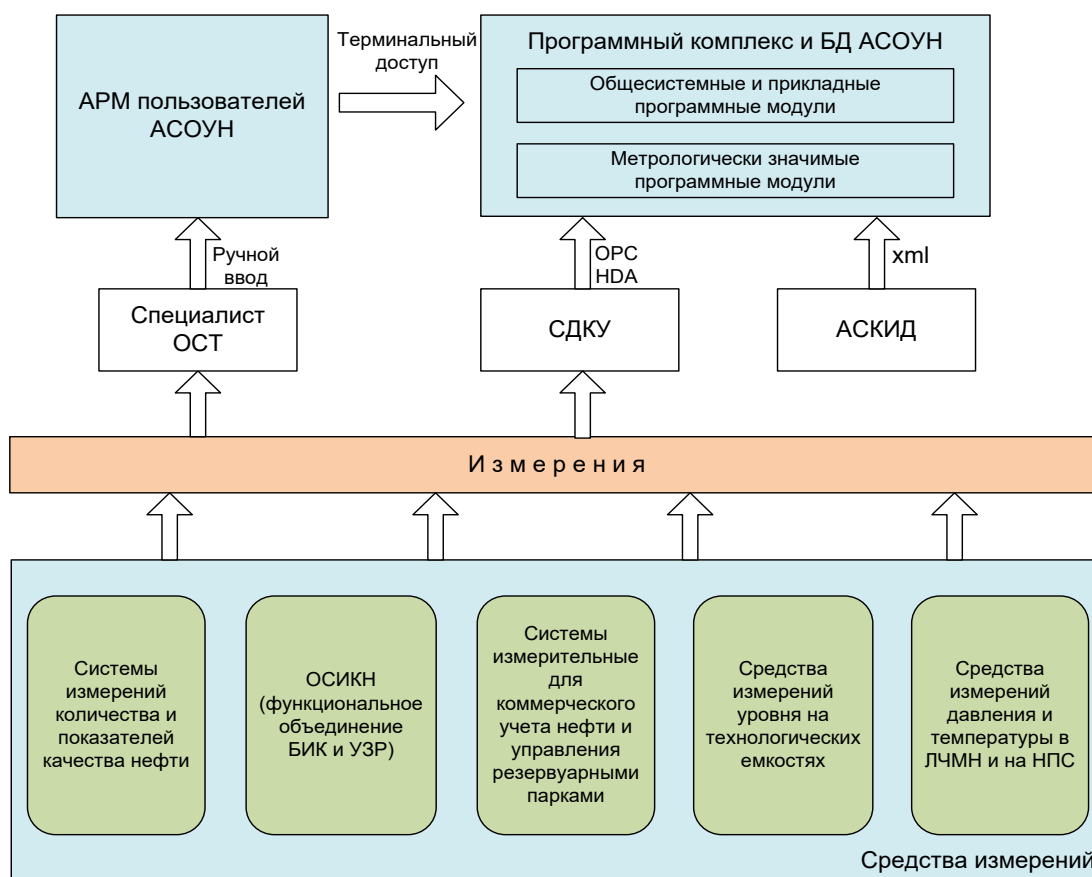 АРМ пользователей
АСОУН
Терминальный
доступ
Программный комплекс и БД АСОУН
Общесистемные и прикладные
программные модули
Метрологически значимые
программные модули
Ручной
ввод
OPC
HDA
xml
Специалист
ОСТ
СДКУ
АСКИД
И з м е р е н и я
Системы
измерений
количества и
показателей
качества нефти
ОСИКН
(функциональное
объединение
БИК и УЗР)
Системы
измерительные
для
коммерческого
учета нефти и
управления
резервуарными
парками
Средства
измерений
уровня на
технологических
емкостях
Средства
измерений
давления и
температуры в
ЛЧМН и на НПС
Средства измерений